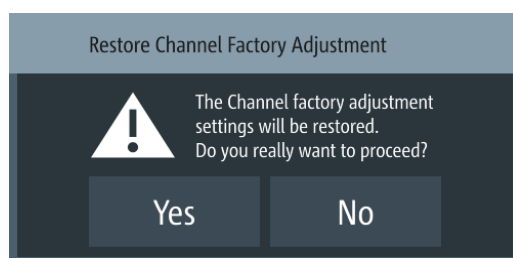 Restore Channel Factory Adjustment
The Channel factory adjustment
settings will be restored.
Do you really want to proceed?
Yes No